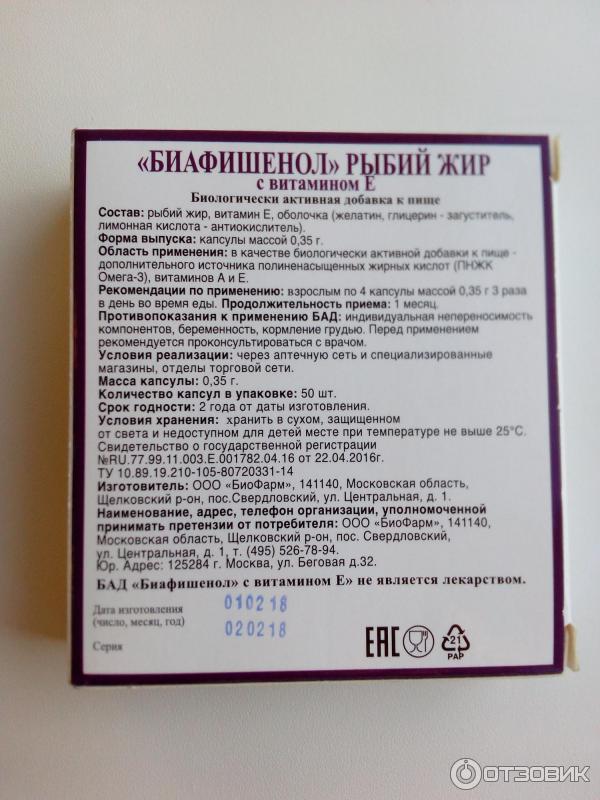 «БИАФИШЕНОЛ» РЫБИЙ ЖИР
с витамином Е
Биологически активная добавка к пище
Состав: рыбий жир, витамин Е, оболочка (желатин, глицерин - загуститель,
лимонная кислота - антиокислитель).
Форма выпуска: капсулы массой 0,35 г.
Область применения: в качестве биологически активной добавки к пище -
дополнительного источника полиненасыщенных жирных кислот (ПНЖК
Омега-3), витаминов А и Е.
Рекомендации по применению: взрослым по 4 капсулы массой 0,35 г 3 раза
в день во время еды. Продолжительность приема: 1 месяц.
Противопоказания к применению БАД: индивидуальная непереносимость
компонентов, беременность, кормление грудью. Перед применением
рекомендуется проконсультироваться с врачом.
Условия реализации: через аптечную сеть и специализированные
магазины, отделы торговой сети.
Масса капсулы: 0,35 г.
Количество капсул в упаковке: 50 шт.
Срок годности: 2 года от даты изготовления.
Условия хранения: хранить в сухом, защищенном
от света и недоступном для детей месте при температуре не выше 25°С.
Свидетельство о государственной регистрации
№RU.77.99.11.003.Е.001782.04.16 от 22.04.2016г.
ТУ 10.89.19.210-105-80720331-14
Изготовитель: ООО «БиоФарм», 141140, Московская область,
Щелковский р-он, пос.Свердловский, ул. Центральная, д. 1.
Наименование, адрес, телефон организации, уполномоченной
принимать претензии от потребителя: ООО «БиоФарм», 141140,
Московская область, Щелковский р-он, пос. Свердловский,
ул. Центральная, д. 1, т. (495) 526-78-94.
Юр. Адрес: 125284 г. Москва, ул. Беговая д.32.
БАД «Биафишенол» с витамином Е» не является лекарством.
Дата изготовления
(число, месяц, год)
010218
Серия
020218
EAC
21
PAP
ОТЗОВИК